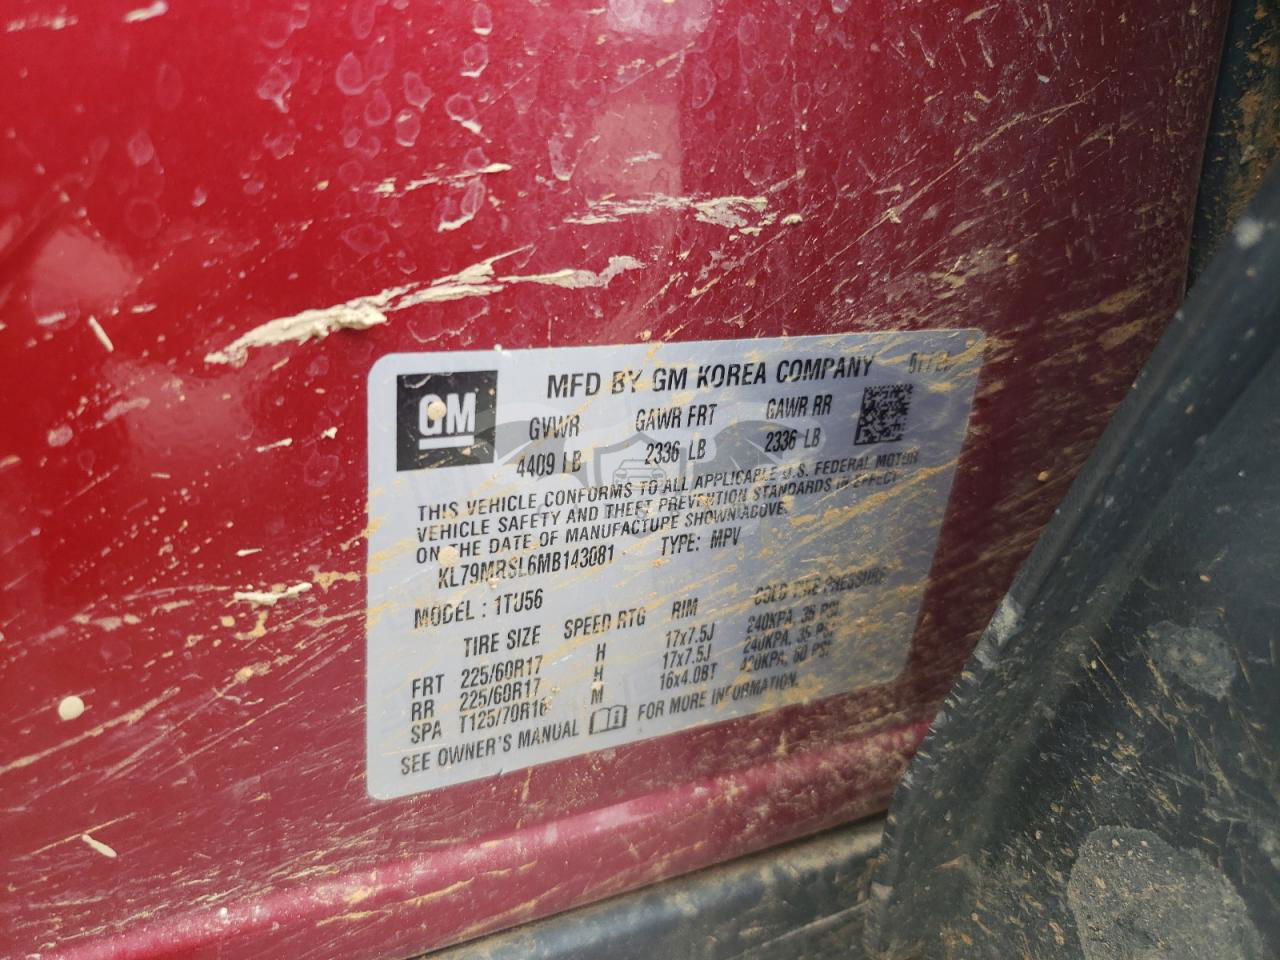 GM
MFD BY GM KOREA COMPANY
GVWR GAWR FRT GAWR RR
4409 LB 2336 LB 2336 LB
THIS VEHICLE CONFORMS TO ALL APPLICABLE U.S. FEDERAL MOTOR
VEHICLE SAFETY AND THEFT PREVENTION STANDARDS IN EFFECT
ON THE DATE OF MANUFACTURE SHOWN ABOVE.
KL79MRSL6MB143081 TYPE: MPV
MODEL: 1TU56
TIRE SIZE SPEED RTG RIM COLD TIRE PRESSURE
FRT 225/60R17 H 17x7.5J 240KPA, 35 PSI
RR 225/60R17 H 17x7.5J 240KPA, 35 PSI
SPA T125/70R16 M 16x4.0BT 420KPA, 60 PSI
SEE OWNER'S MANUAL FOR MORE INFORMATION.